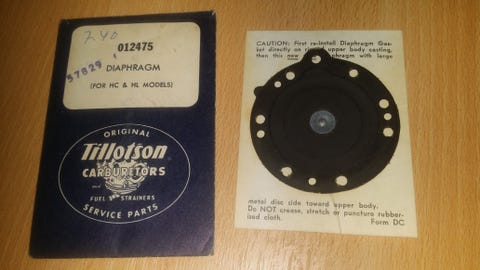 240
012475
57829
DIAPHRAGM
(FOR HC & HL MODELS)
ORIGINAL
Tillotson
CARBURETORS
and
FUEL STRAINERS
SERVICE PARTS
CAUTION: First re-install Diaphragm Gas-
ket directly on upper body casting,
then this new diaphragm with large
metal disc side toward upper body.
Do NOT crease, stretch or puncture rubber-
ized cloth.
Form DC